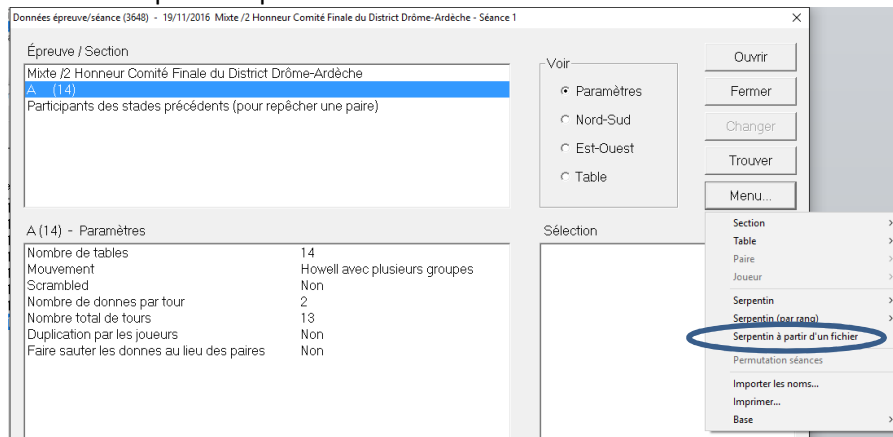 Données épreuve/séance (3648) - 19/11/2016 Mixte /2 Honneur Comité Finale du District Drôme-Ardèche - Séance 1
Épreuve / Section
Mixte /2 Honneur Comité Finale du District Drôme-Ardèche
A (14)
Participants des stades précédents (pour repêcher une paire)
Voir
Paramètres
Nord-Sud
Est-Ouest
Table
Ouvrir
Fermer
Changer
Trouver
Menu...
A (14) - Paramètres
Nombre de tables 14
Mouvement Howell avec plusieurs groupes
Scrambled Non
Nombre de donnes par tour 2
Nombre total de tours 13
Duplication par les joueurs Non
Faire sauter les donnes au lieu des paires Non
Sélection
Section >
Table >
Paire >
Joueur >
Serpentin >
Serpentin (par rang) >
Serpentin à partir d'un fichier
Permutation séances
Importer les noms...
Imprimer...
Base >